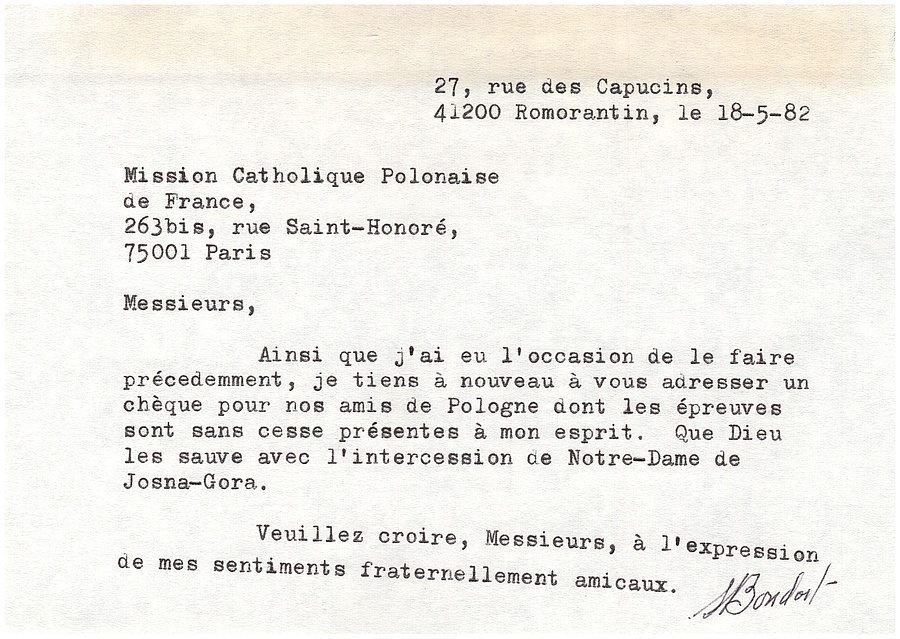 27, rue des Capucins,
41200 Romorantin, le 18-5-82
Mission Catholique Polonaise
de France,
263bis, rue Saint-Honoré,
75001 Paris
Messieurs,
Ainsi que j'ai eu l'occasion de le faire
précedemment, je tiens à nouveau à vous adresser un
chèque pour nos amis de Pologne dont les épreuves
sont sans cesse présentes à mon esprit. Que Dieu
les sauve avec l'intercession de Notre-Dame de
Josna-Gora.
Veuillez croire, Messieurs, à l'expression
de mes sentiments fraternellement amicaux.